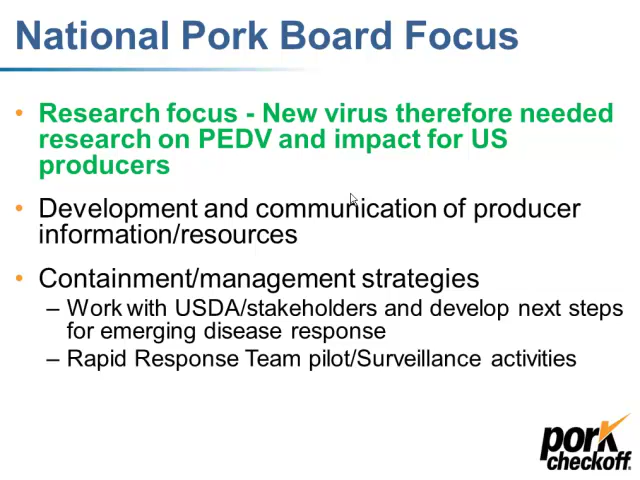 National Pork Board Focus
• Research focus - New virus therefore needed
research on PEDV and impact for US
producers
• Development and communication of producer
information/resources
• Containment/management strategies
– Work with USDA/stakeholders and develop next steps
for emerging disease response
– Rapid Response Team pilot/Surveillance activities
pork
checkoff.